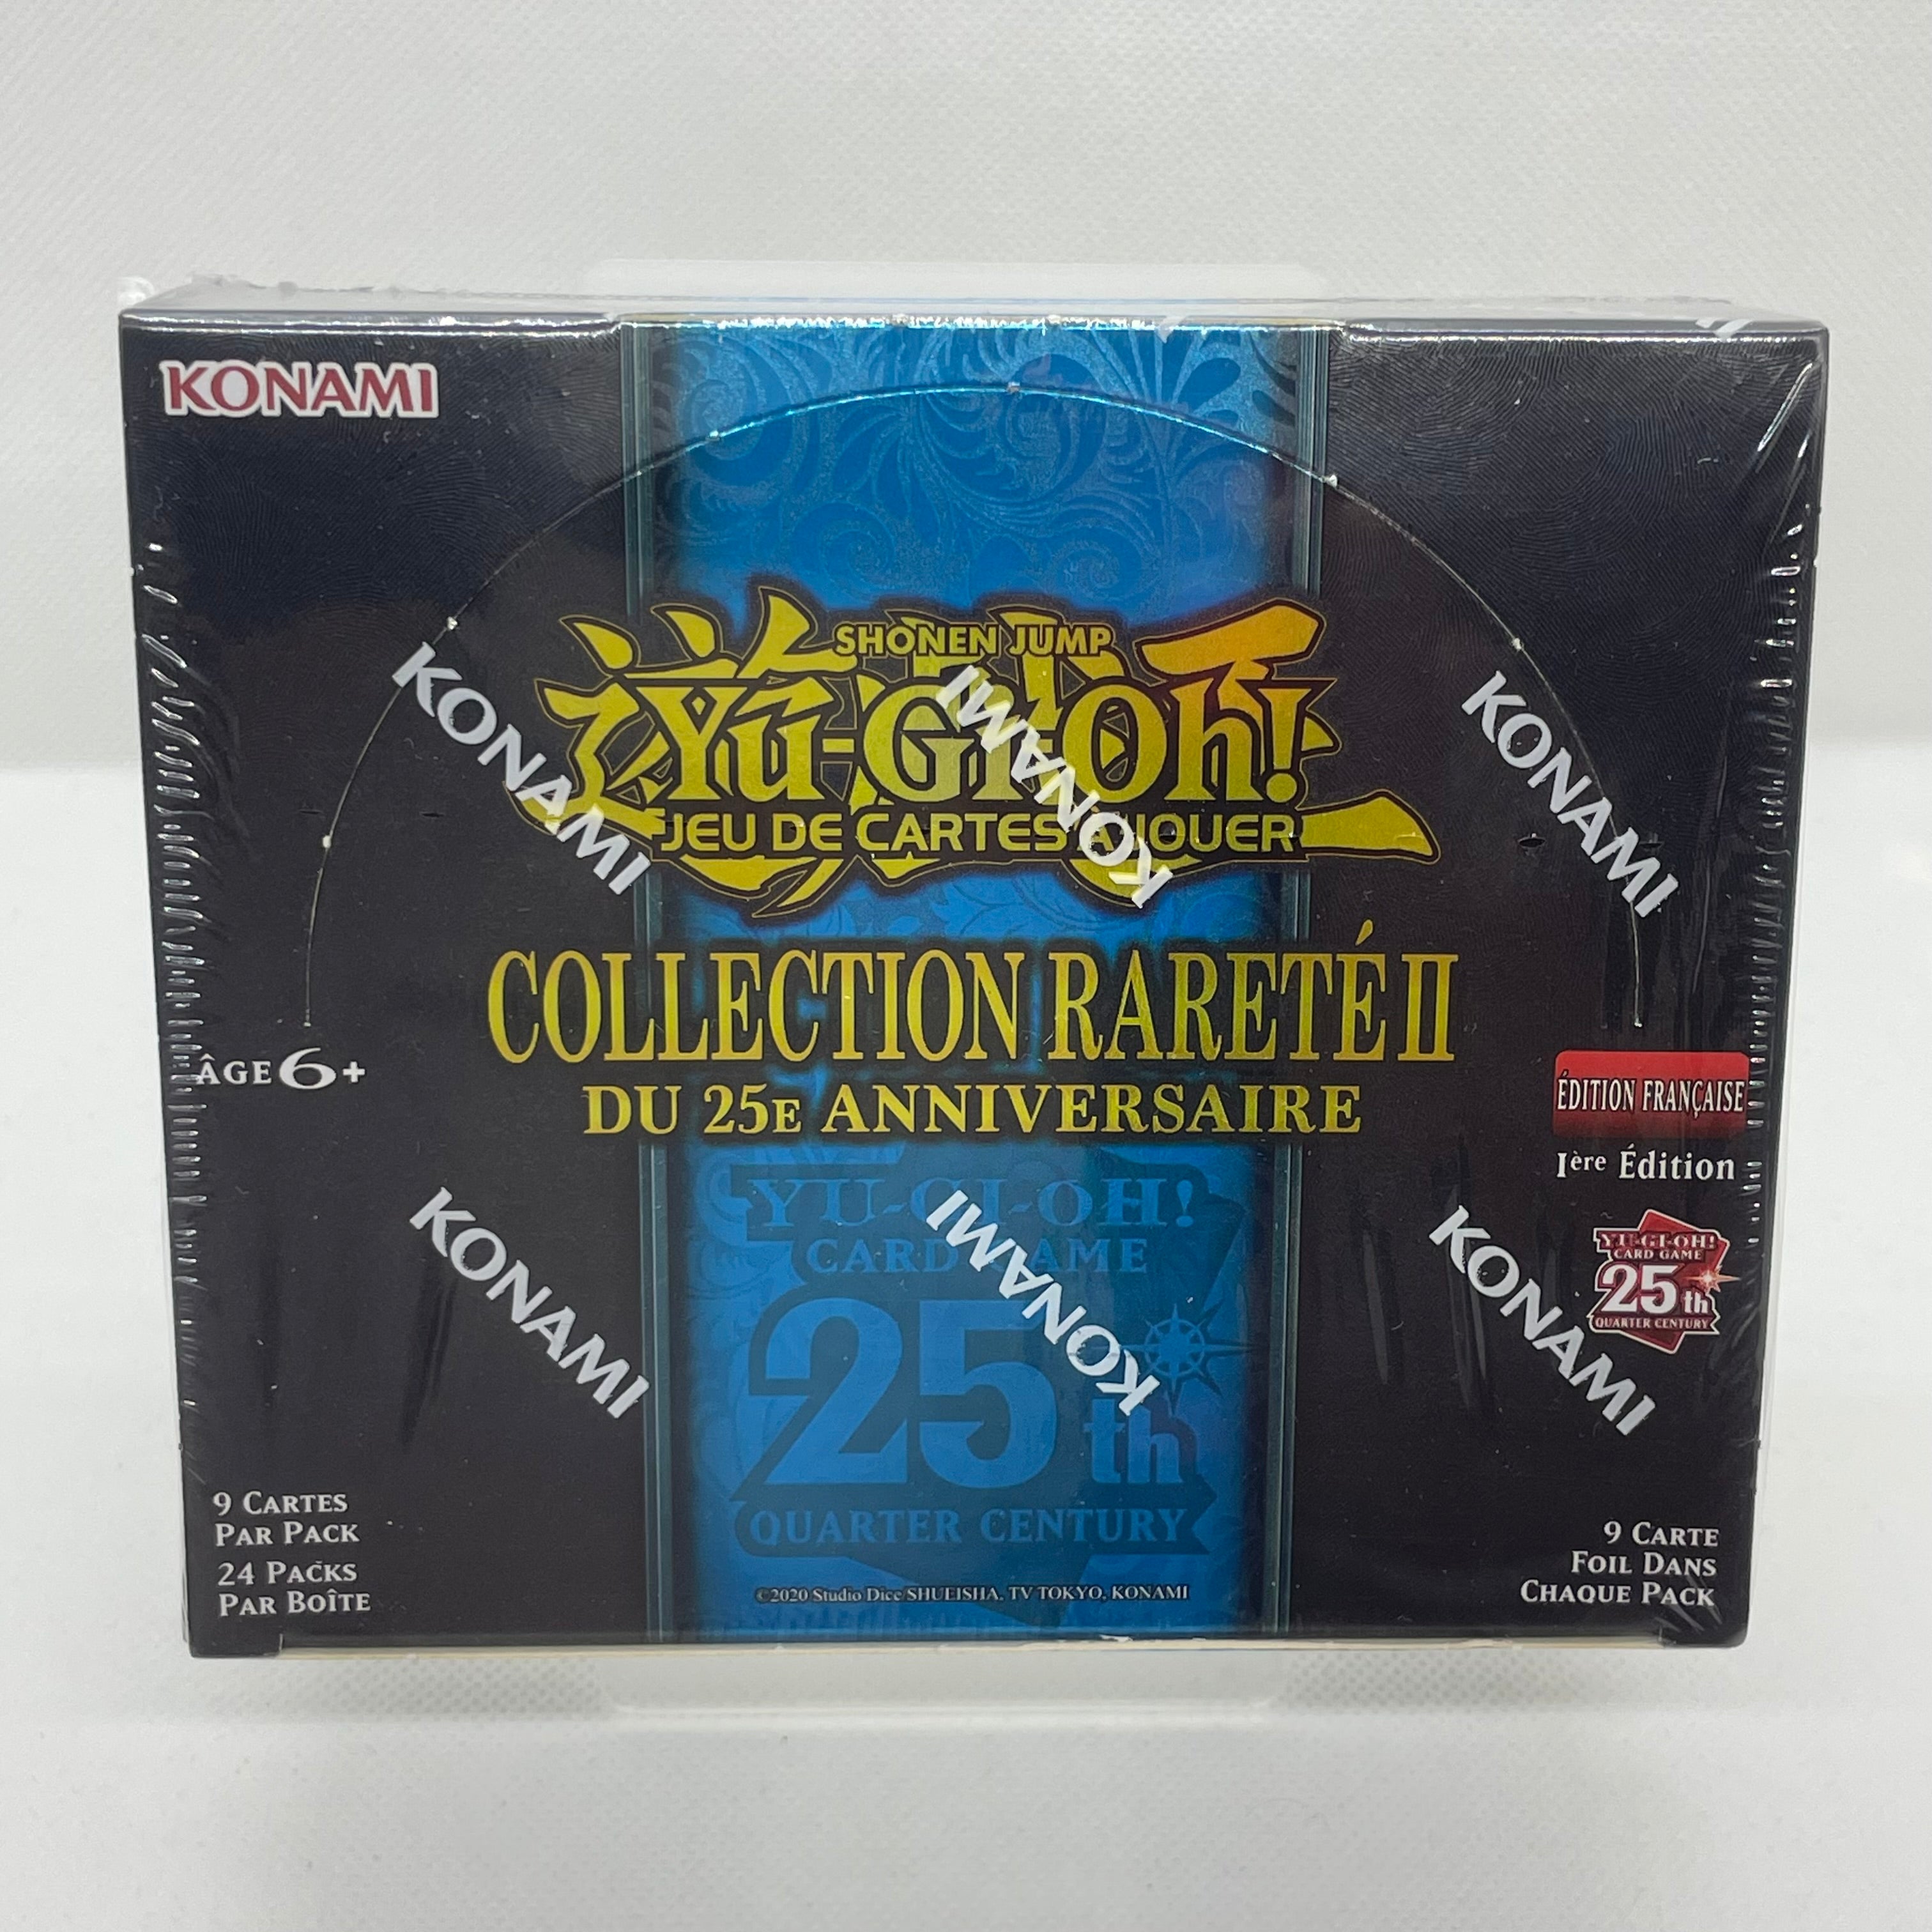 KONAMI
SHONEN JUMP
遊戯王
Yu-Gi-Oh!
JEU DE CARTES À JOUER
KONAMI
KONAMI
KONAMI
COLLECTION RARETÉ II
DU 25E ANNIVERSAIRE
ÂGE 6+
ÉDITION FRANÇAISE
1ère Édition
YU-GI-OH!
CARD GAME
25th
QUARTER CENTURY
YU-GI-OH!
CARD GAME
25th
QUARTER CENTURY
KONAMI
KONAMI
KONAMI
9 CARTES
PAR PACK
24 PACKS
PAR BOÎTE
©2020 Studio Dice/SHUEISHA, TV TOKYO, KONAMI
9 CARTE
FOIL DANS
CHAQUE PACK